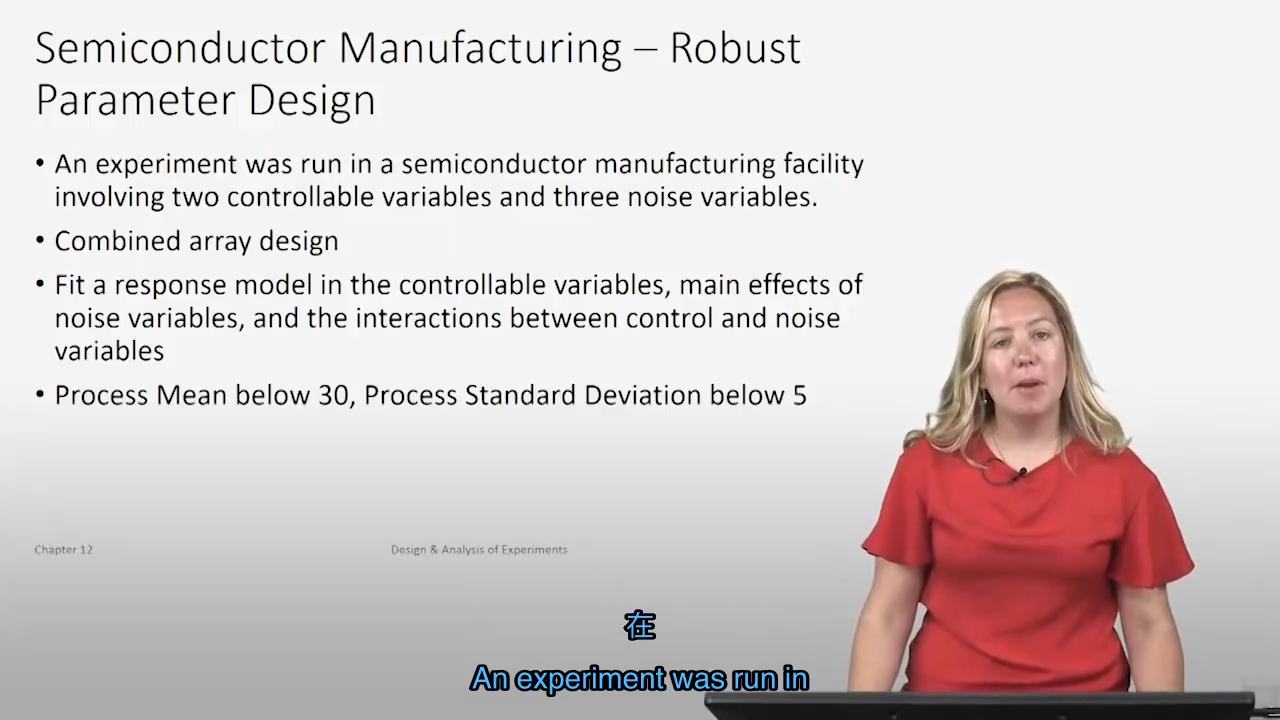 Semiconductor Manufacturing – Robust
Parameter Design
• An experiment was run in a semiconductor manufacturing facility
involving two controllable variables and three noise variables.
• Combined array design
• Fit a response model in the controllable variables, main effects of
noise variables, and the interactions between control and noise
variables
• Process Mean below 30, Process Standard Deviation below 5
Chapter 12
Design & Analysis of Experiments
在
An experiment was run in